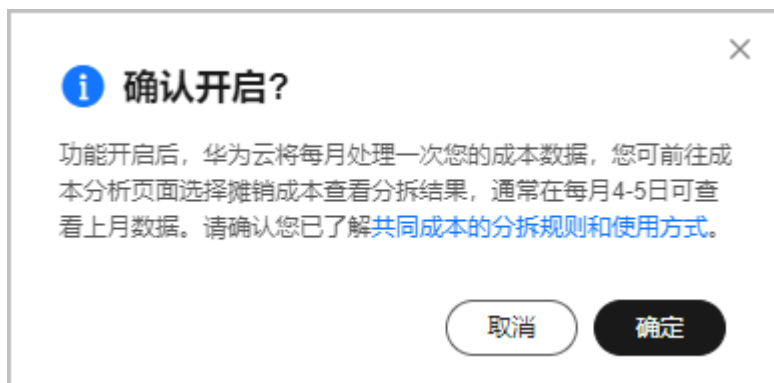 确认开启?
功能开启后，华为云将每月处理一次您的成本数据，您可前往成
本分析页面选择摊销成本查看分拆结果，通常在每月4-5日可查
看上月数据。请确认您已了解共同成本的分拆规则和使用方式。
取消
确定